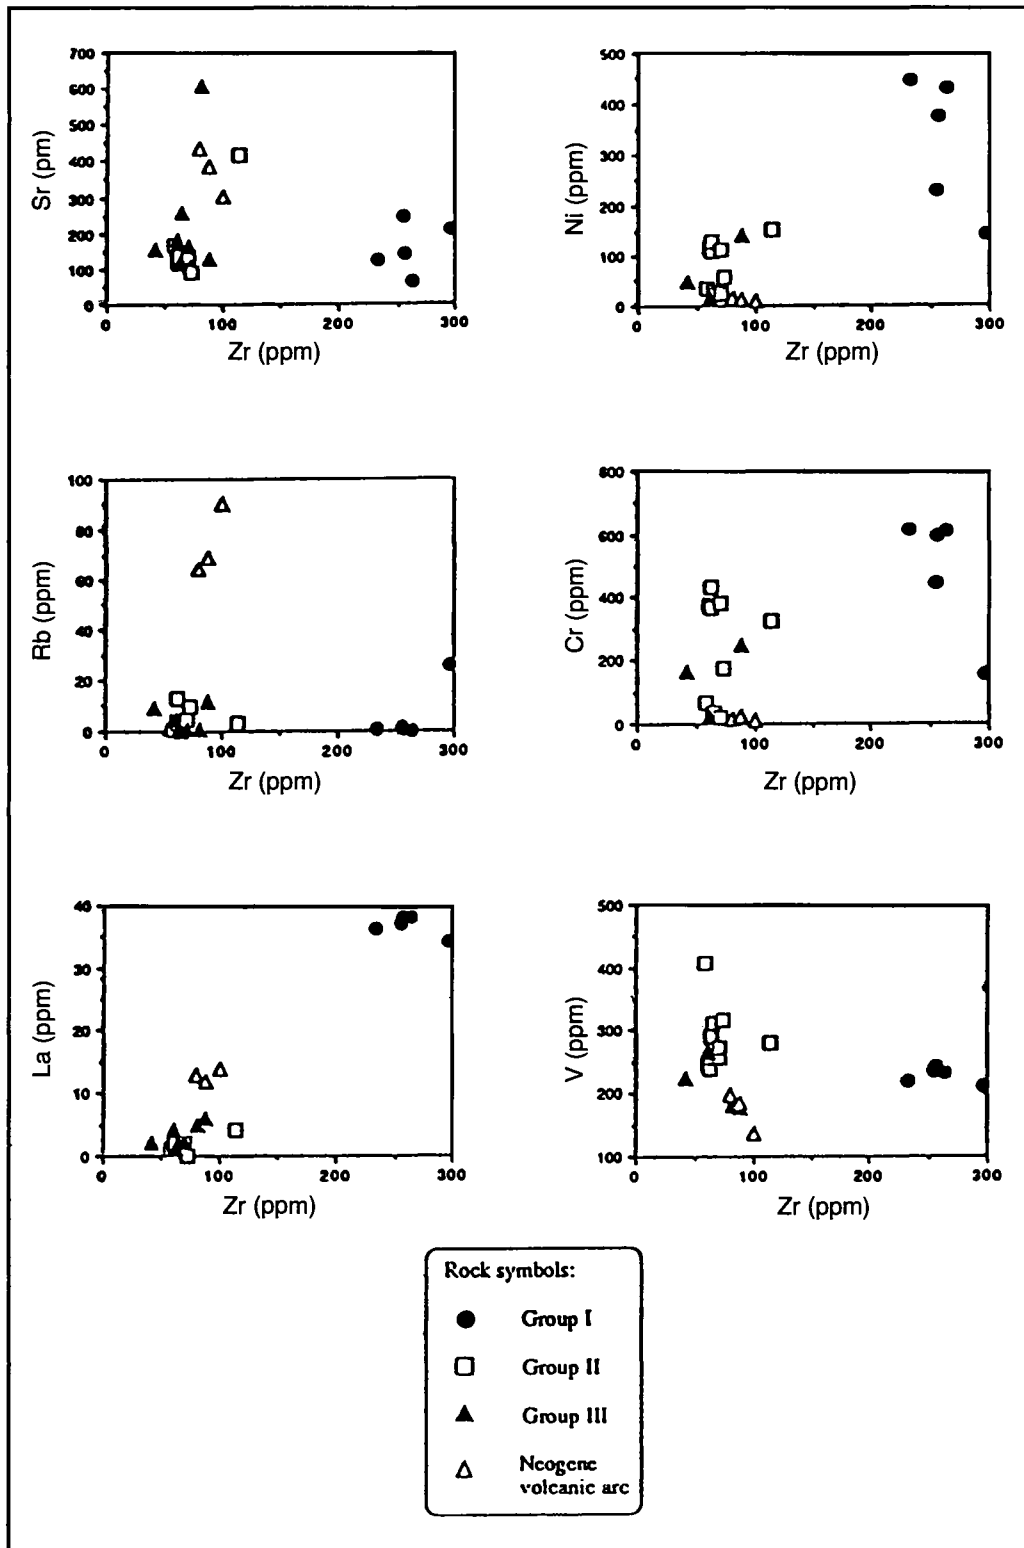 700
600
500
400
300
200
100
0
Sr (pm)
0 100 200 300
Zr (ppm)
500
400
300
200
100
0
Ni (ppm)
0 100 200 300
Zr (ppm)
100
80
60
40
20
0
Rb (ppm)
0 100 200 300
Zr (ppm)
800
600
400
200
0
Cr (ppm)
0 100 200 300
Zr (ppm)
40
30
20
10
0
La (ppm)
0 100 200 300
Zr (ppm)
500
400
300
200
100
V (ppm)
0 100 200 300
Zr (ppm)
Rock symbols:
Group I
Group II
Group III
Neogene
volcanic arc